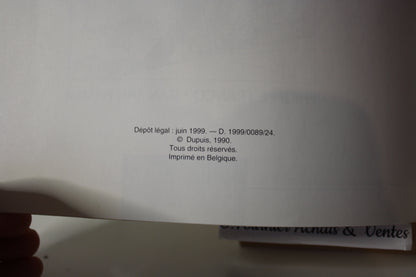 Dépôt légal : juin 1999. — D. 1999/0089/24.
© Dupuis, 1990.
Tous droits réservés.
Imprimé en Belgique.
Achats & Ventes